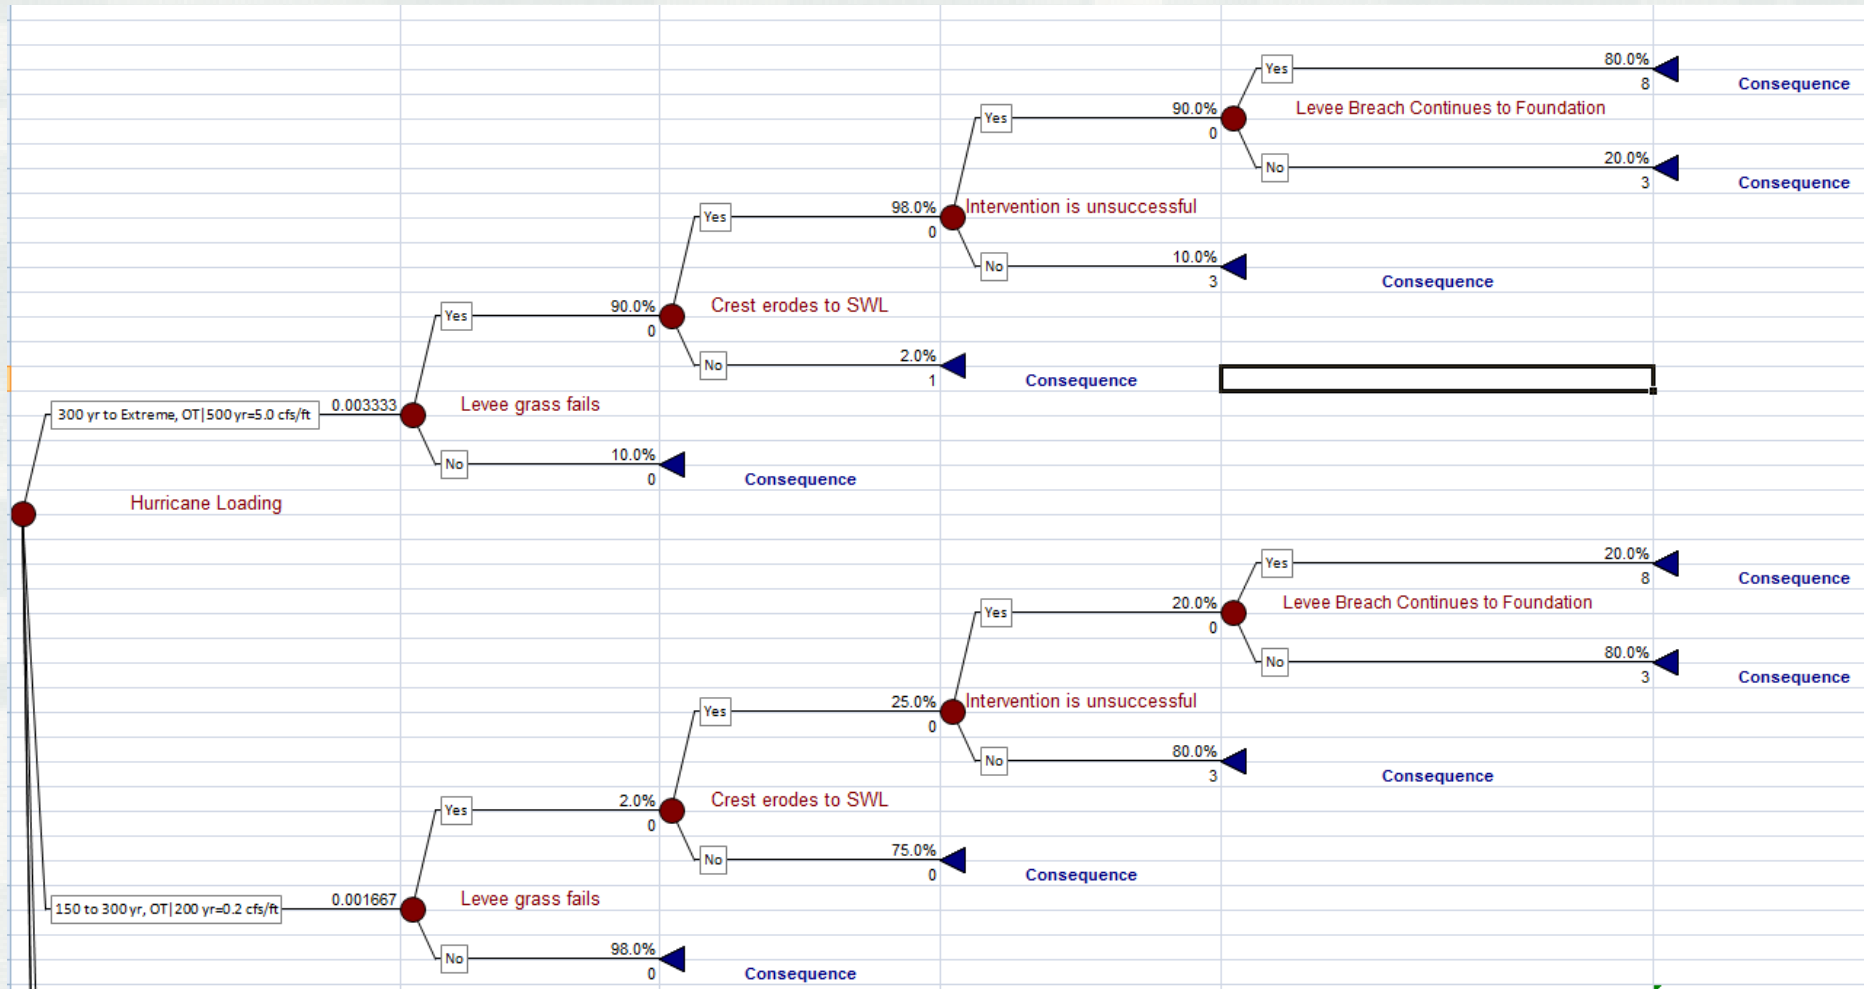 80.0%
Yes
8
Consequence
90.0%
Levee Breach Continues to Foundation
Yes
0
20.0%
No
3
Consequence
98.0%
Intervention is unsuccessful
Yes
0
10.0%
No
3
Consequence
90.0%
Crest erodes to SWL
Yes
0
2.0%
No
1
Consequence
300 yr to Extreme, OT|500 yr=5.0 cfs/ft
0.003333
Levee grass fails
10.0%
No
0
Consequence
Hurricane Loading
20.0%
Yes
8
Consequence
20.0%
Levee Breach Continues to Foundation
Yes
0
80.0%
No
3
Consequence
25.0%
Intervention is unsuccessful
Yes
0
80.0%
No
3
Consequence
2.0%
Crest erodes to SWL
Yes
0
75.0%
No
0
Consequence
150 to 300 yr, OT|200 yr=0.2 cfs/ft
0.001667
Levee grass fails
98.0%
No
0
Consequence